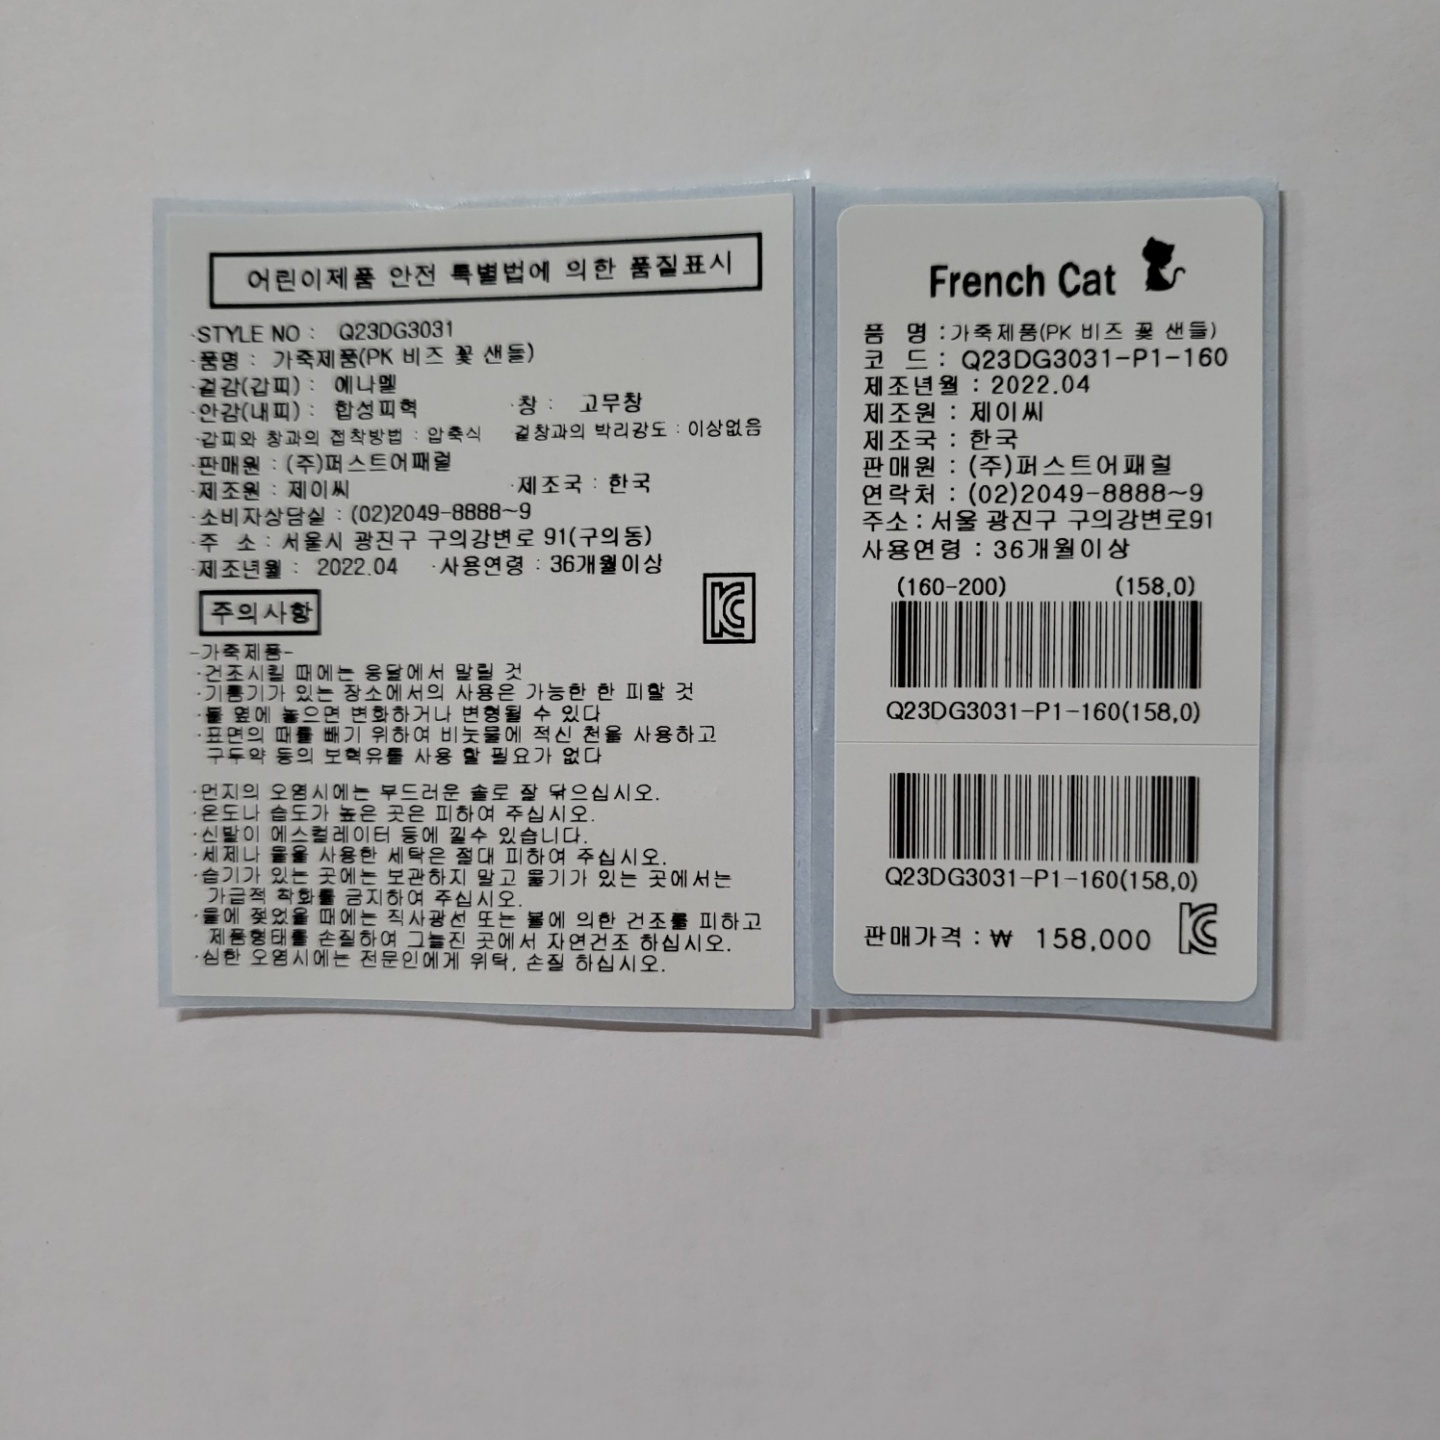 어린이제품 안전 특별법에 의한 품질표시
·STYLE NO : Q23DG3031
·품명 : 가죽제품(PK 비즈 꽃 샌들)
·겉감(갑피) : 에나멜
·안감(내피) : 합성피혁 ·창 : 고무창
·갑피와 창과의 접착방법 : 압축식 겉창과의 박리강도 : 이상없음
·판매원 : (주)퍼스트어패럴
·제조원 : 제이씨 ·제조국 : 한국
·소비자상담실 : (02)2049-8888~9
·주 소 : 서울시 광진구 구의강변로 91(구의동)
·제조년월 : 2022.04 ·사용연령 : 36개월이상
주의사항
-가죽제품-
·건조시킬 때에는 응달에서 말릴 것
·기름기가 있는 장소에서의 사용은 가능한 한 피할 것
·불 옆에 놓으면 변화하거나 변형될 수 있다
·표면의 때를 빼기 위하여 비눗물에 적신 천을 사용하고
구두약 등의 보혁유를 사용 할 필요가 없다
·먼지의 오염시에는 부드러운 솔로 잘 닦으십시오.
·온도나 습도가 높은 곳은 피하여 주십시오.
·신발이 에스컬레이터 등에 낄수 있습니다.
·세제나 물을 사용한 세탁은 절대 피하여 주십시오.
·습기가 있는 곳에는 보관하지 말고 물기가 있는 곳에서는
가급적 착화를 금지하여 주십시오.
·물에 젖었을 때에는 직사광선 또는 불에 의한 건조를 피하고
제품형태를 손질하여 그늘진 곳에서 자연건조 하십시오.
·심한 오염시에는 전문인에게 위탁, 손질 하십시오.
French Cat
품 명 : 가죽제품(PK 비즈 꽃 샌들)
코 드 : Q23DG3031-P1-160
제조년월 : 2022.04
제조원 : 제이씨
제조국 : 한국
판매원 : (주)퍼스트어패럴
연락처 : (02)2049-8888~9
주소 : 서울 광진구 구의강변로91
사용연령 : 36개월이상
(160-200) (158,0)
Q23DG3031-P1-160(158,0)
Q23DG3031-P1-160(158,0)
판매가격 : ₩ 158,000